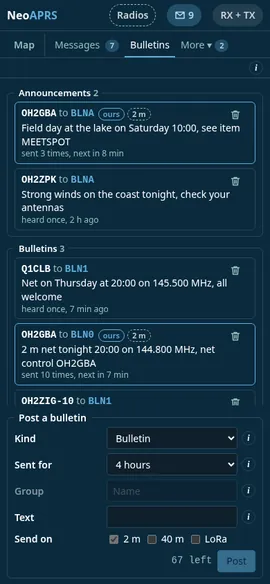 NeoAPRS Radios 9 RX + TX
Map Messages 7 Bulletins More ▾ 2
i
Announcements 2
OH2GBA to BLNA ours 2 m
Field day at the lake on Saturday 10:00, see item
MEETSPOT
sent 3 times, next in 8 min
OH2ZPK to BLNA
Strong winds on the coast tonight, check your
antennas
heard once, 2 h ago
Bulletins 3
Q1CLB to BLN1
Net on Thursday at 20:00 on 145.500 MHz, all
welcome
heard once, 7 min ago
OH2GBA to BLN0 ours 2 m
2 m net tonight 20:00 on 144.800 MHz, net
control OH2GBA
sent 10 times, next in 7 min
OH2ZIG-10 to BLN1
Post a bulletin
Kind Bulletin i
Sent for 4 hours i
Group Name i
Text i
Send on 2 m 40 m LoRa
67 left Post i